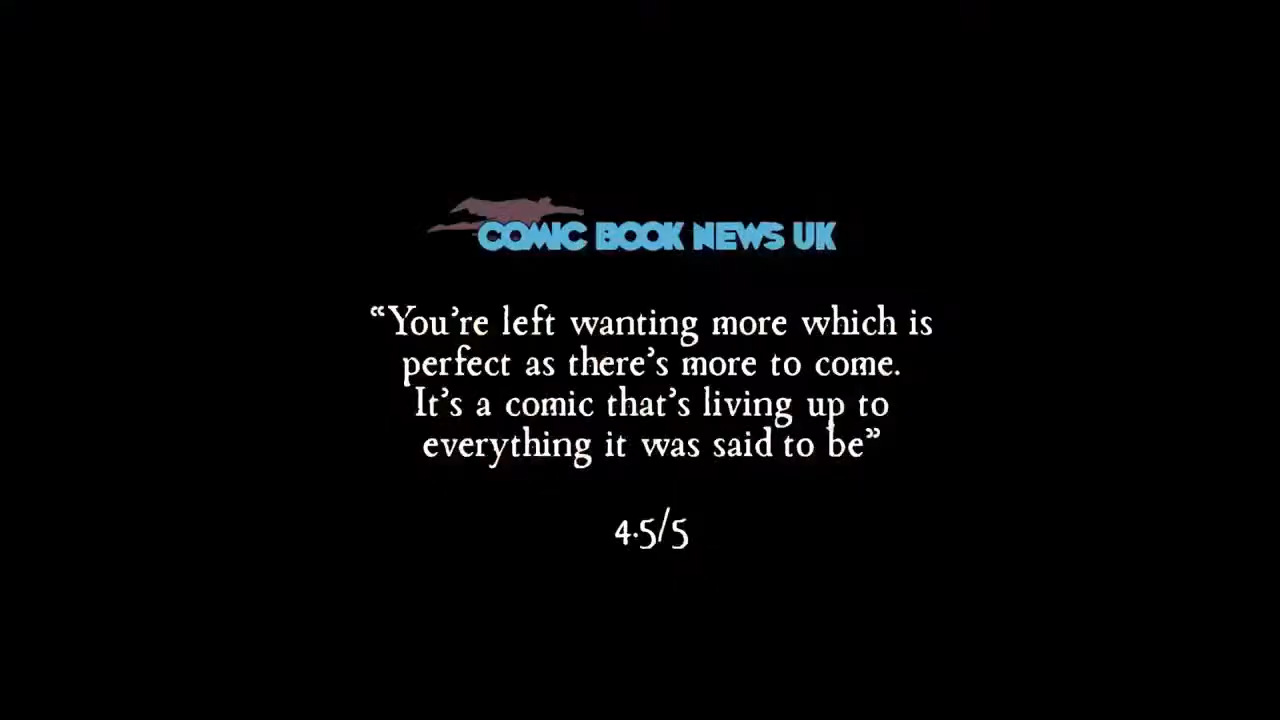 COMIC BOOK NEWS UK
“You’re left wanting more which is
perfect as there’s more to come.
It’s a comic that’s living up to
everything it was said to be”
4.5/5